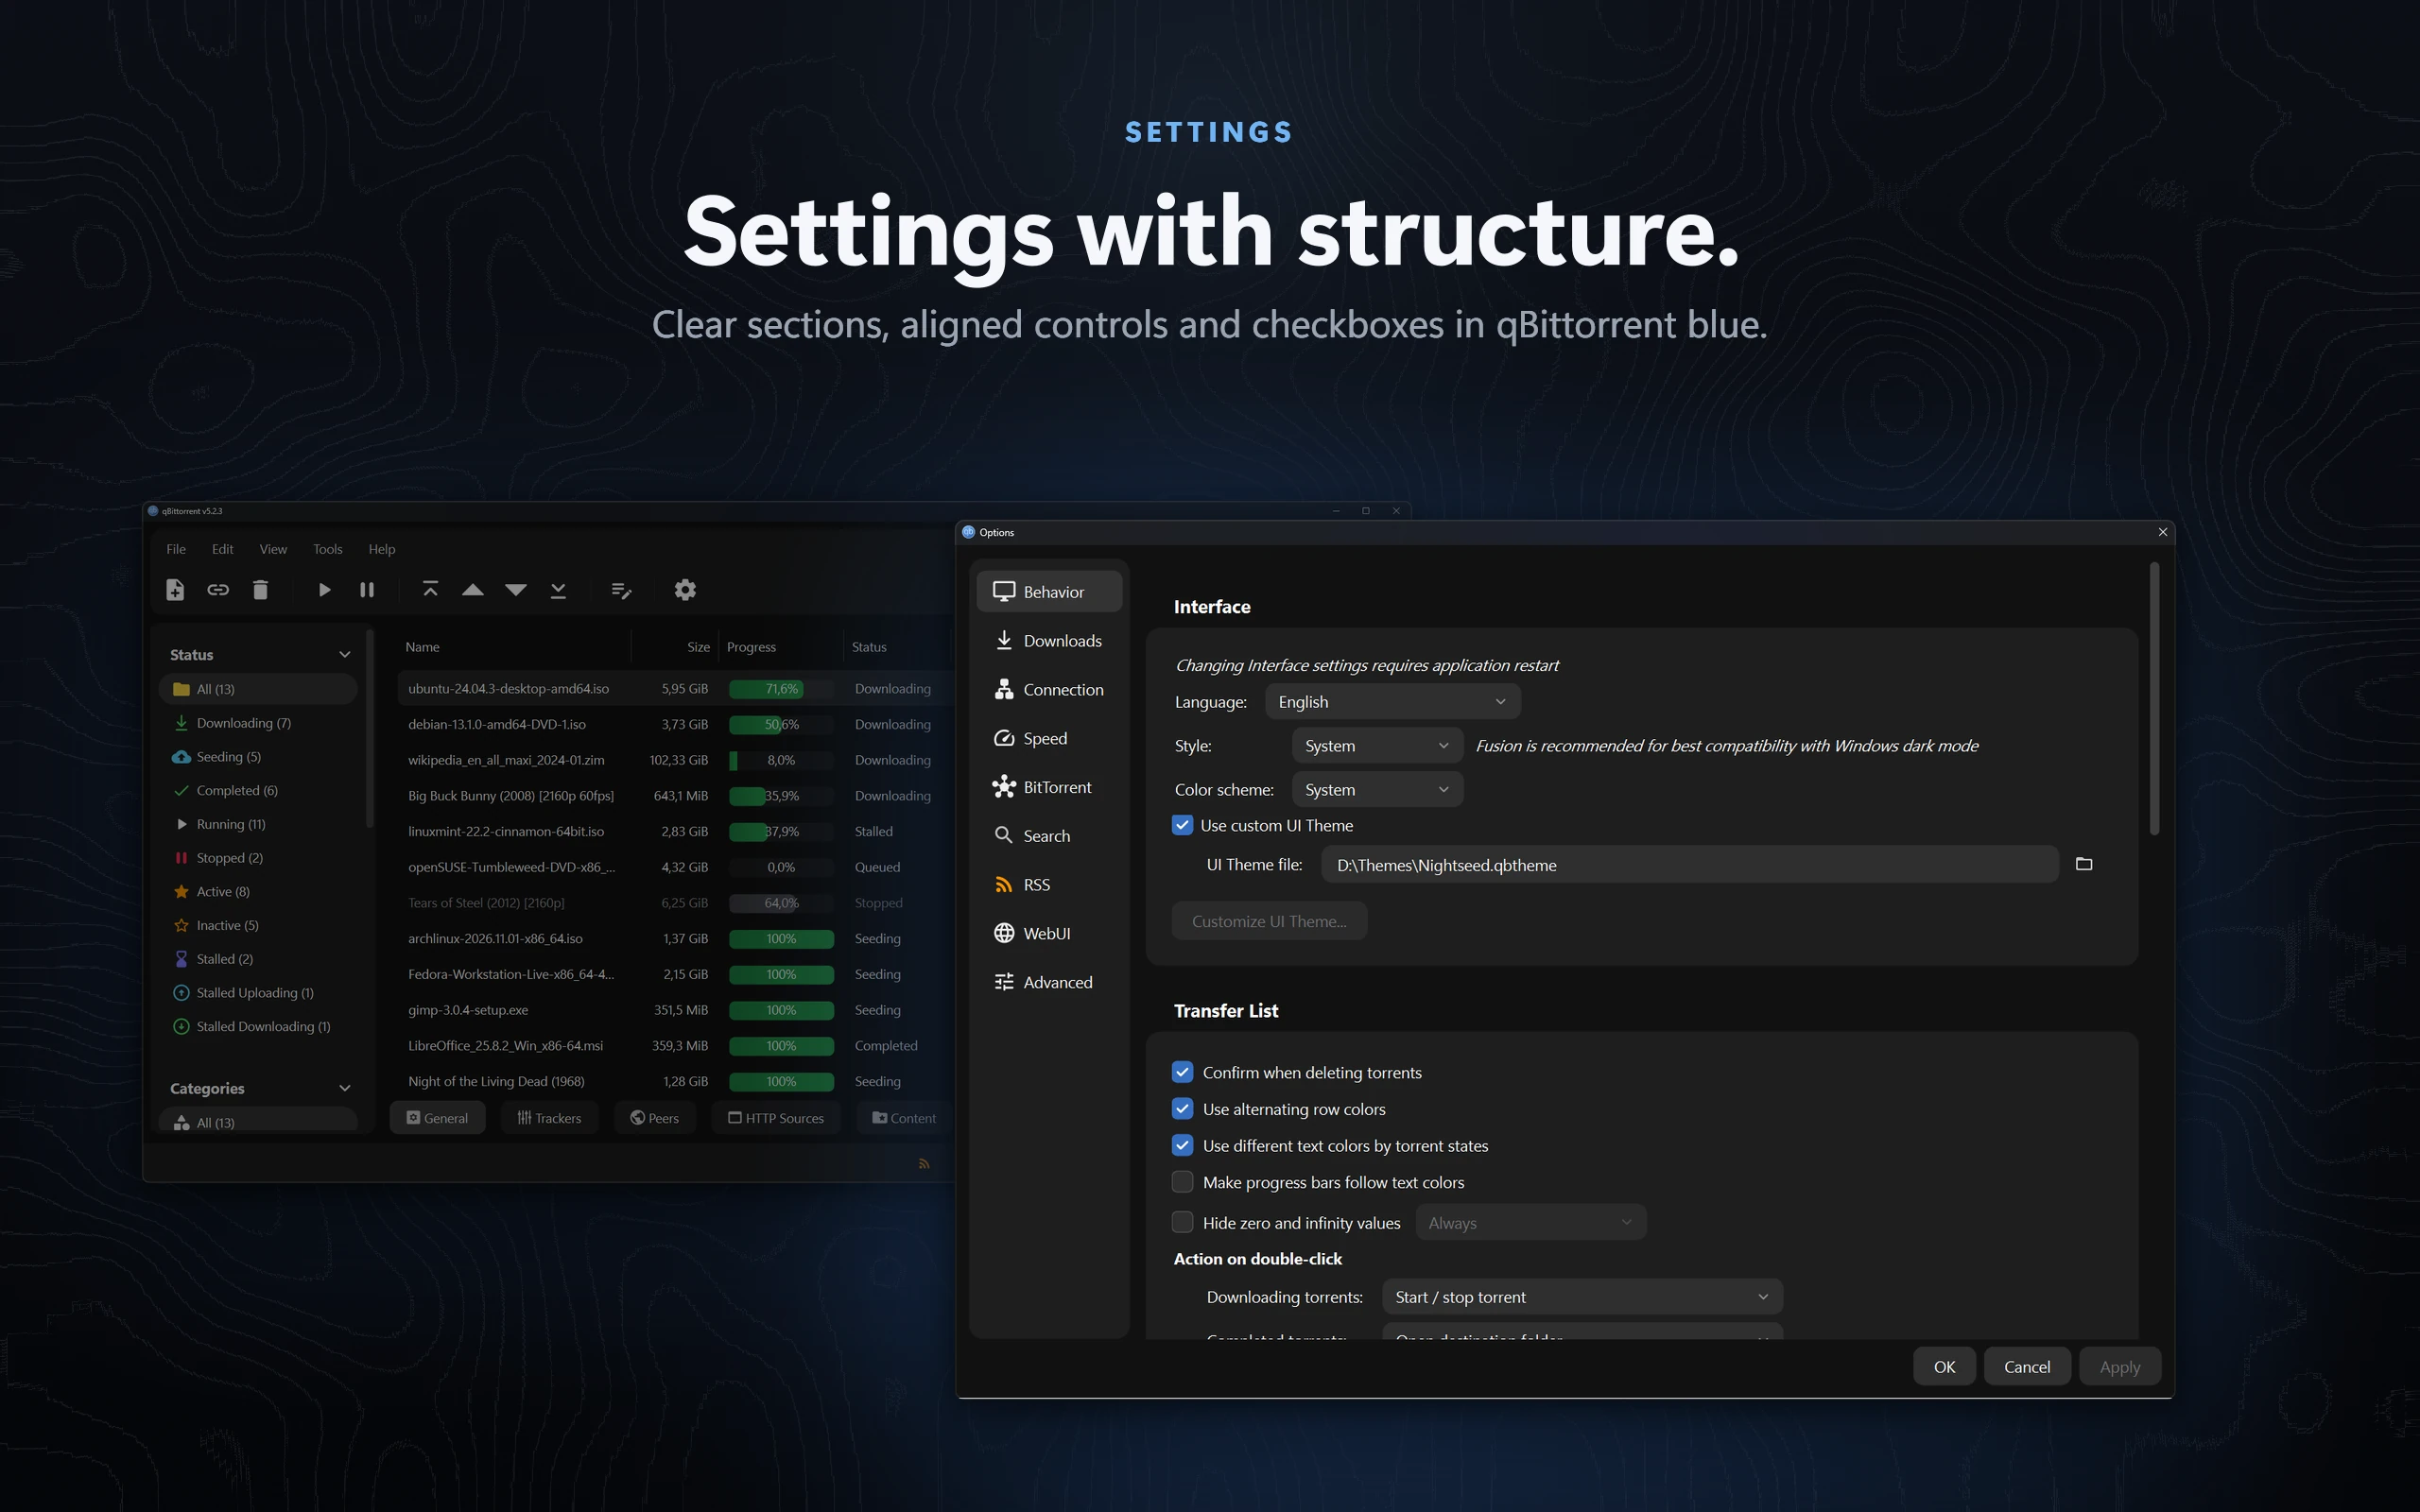 SETTINGS
Settings with structure.
Clear sections, aligned controls and checkboxes in qBittorrent blue.
qBittorrent v5.2.3
File Edit View Tools Help
Status
All (13)
Downloading (7)
Seeding (5)
Completed (6)
Running (11)
Stopped (2)
Active (8)
Inactive (5)
Stalled (2)
Stalled Uploading (1)
Stalled Downloading (1)
Categories
All (13)
Name Size Progress Status
ubuntu-24.04.3-desktop-amd64.iso 5,95 GiB 71,6% Downloading
debian-13.1.0-amd64-DVD-1.iso 3,73 GiB 50,6% Downloading
wikipedia_en_all_maxi_2024-01.zim 102,33 GiB 8,0% Downloading
Big Buck Bunny (2008) [2160p 60fps] 643,1 MiB 35,9% Downloading
linuxmint-22.2-cinnamon-64bit.iso 2,83 GiB 37,9% Stalled
openSUSE-Tumbleweed-DVD-x86_... 4,32 GiB 0,0% Queued
Tears of Steel (2012) [2160p] 6,25 GiB 64,0% Stopped
archlinux-2026.11.01-x86_64.iso 1,37 GiB 100% Seeding
Fedora-Workstation-Live-x86_64-4... 2,15 GiB 100% Seeding
gimp-3.0.4-setup.exe 351,5 MiB 100% Seeding
LibreOffice_25.8.2_Win_x86-64.msi 359,3 MiB 100% Completed
Night of the Living Dead (1968) 1,28 GiB 100% Seeding
General Trackers Peers HTTP Sources Content
Options
Behavior
Downloads
Connection
Speed
BitTorrent
Search
RSS
WebUI
Advanced
Interface
Changing Interface settings requires application restart
Language: English
Style: System Fusion is recommended for best compatibility with Windows dark mode
Color scheme: System
Use custom UI Theme
UI Theme file: D:\Themes\Nightseed.qbtheme
Customize UI Theme...
Transfer List
Confirm when deleting torrents
Use alternating row colors
Use different text colors by torrent states
Make progress bars follow text colors
Hide zero and infinity values Always
Action on double-click
Downloading torrents: Start / stop torrent
Completed torrents: Open destination folder
OK Cancel Apply